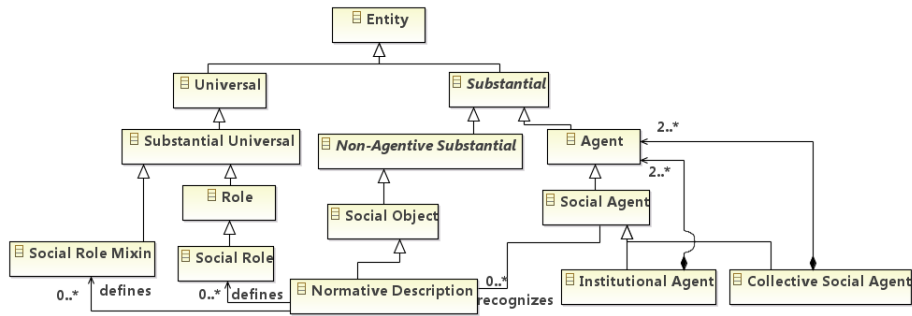 Entity
Universal
Substantial
Substantial Universal
Non-Agentive Substantial
Agent
2..*
2..*
Role
Social Object
Social Agent
Social Role Mixin
Social Role
Normative Description
Institutional Agent
Collective Social Agent
0..*
defines
0..*
defines
0..*
recognizes